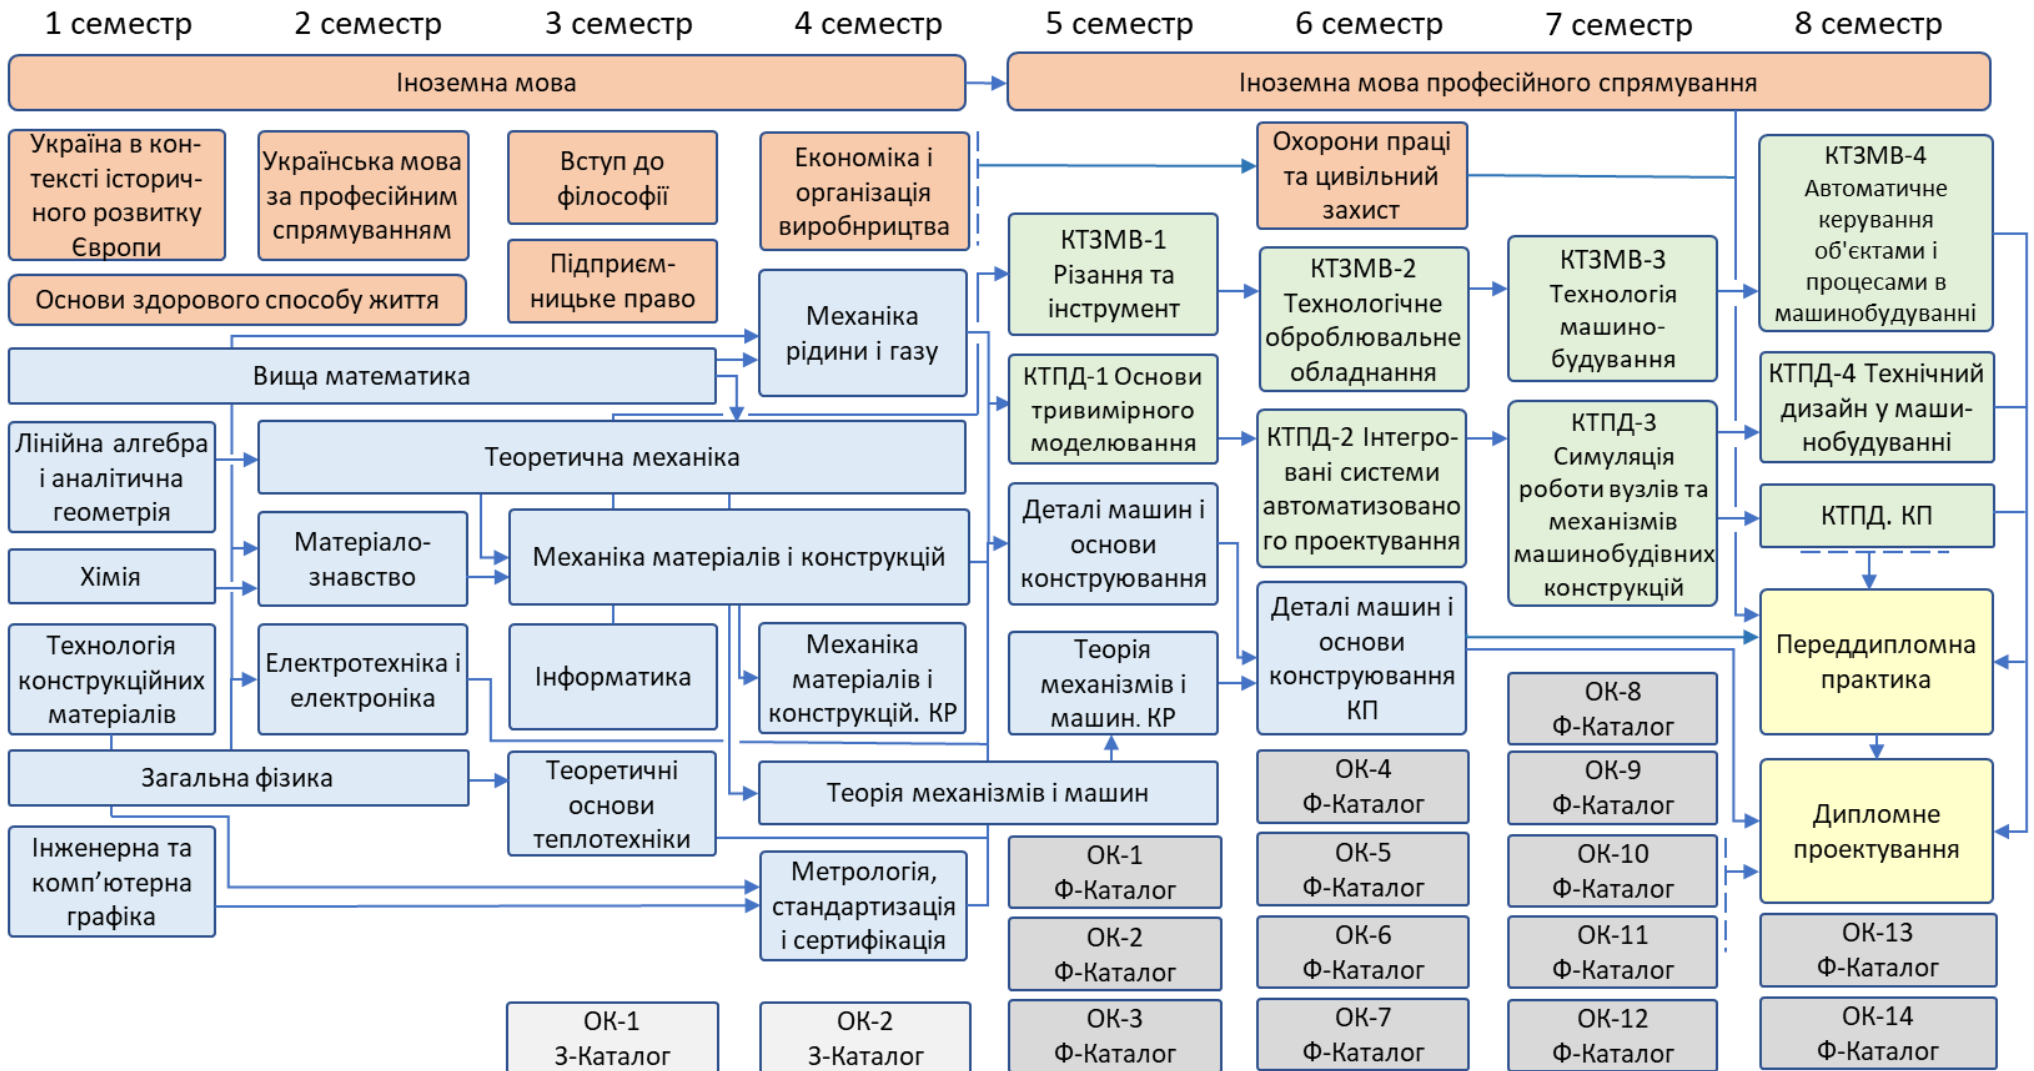 1 семестр
2 семестр
3 семестр
4 семестр
5 семестр
6 семестр
7 семестр
8 семестр
Іноземна мова
Іноземна мова професійного спрямування
Україна в кон-
тексті історич-
ного розвитку
Європи
Українська мова
за професійним
спрямуванням
Вступ до
філософії
Економіка і
організація
виробнрицтва
Охорони праці
та цивільний
захист
КТЗМВ-4
Автоматичне
керування
об'єктами і
процесами в
машинобудуванні
Підприєм-
ницьке право
Основи здорового способу життя
КТЗМВ-1
Різання та
інструмент
КТЗМВ-2
Технологічне
оброблювальне
обладнання
КТЗМВ-3
Технологія
машино-
будування
Механіка
рідини і газу
Вища математика
КТПД-1 Основи
тривимірного
моделювання
КТПД-2 Інтегро-
вані системи
автоматизовано
го проектування
КТПД-3
Симуляція
роботи вузлів та
механізмів
машинобудівних
конструкцій
КТПД-4 Технічний
дизайн у маши-
нобудуванні
Лінійна алгебра
і аналітична
геометрія
Теоретична механіка
Деталі машин і
основи
конструювання
КТПД. КП
Хімія
Матеріало-
знавство
Механіка матеріалів і конструкцій
Деталі машин і
основи
конструювання
КП
Переддипломна
практика
Технологія
конструкційних
матеріалів
Електротехніка і
електроніка
Інформатика
Механіка
матеріалів і
конструкцій. КР
Теорія
механізмів і
машин. КР
ОК-8
Ф-Каталог
Загальна фізика
Теоретичні
основи
теплотехніки
Теорія механізмів і машин
ОК-4
Ф-Каталог
ОК-9
Ф-Каталог
Дипломне
проектування
Інженерна та
комп’ютерна
графіка
Метрологія,
стандартизація
і сертифікація
ОК-1
Ф-Каталог
ОК-5
Ф-Каталог
ОК-10
Ф-Каталог
ОК-2
Ф-Каталог
ОК-6
Ф-Каталог
ОК-11
Ф-Каталог
ОК-13
Ф-Каталог
ОК-1
З-Каталог
ОК-2
З-Каталог
ОК-3
Ф-Каталог
ОК-7
Ф-Каталог
ОК-12
Ф-Каталог
ОК-14
Ф-Каталог